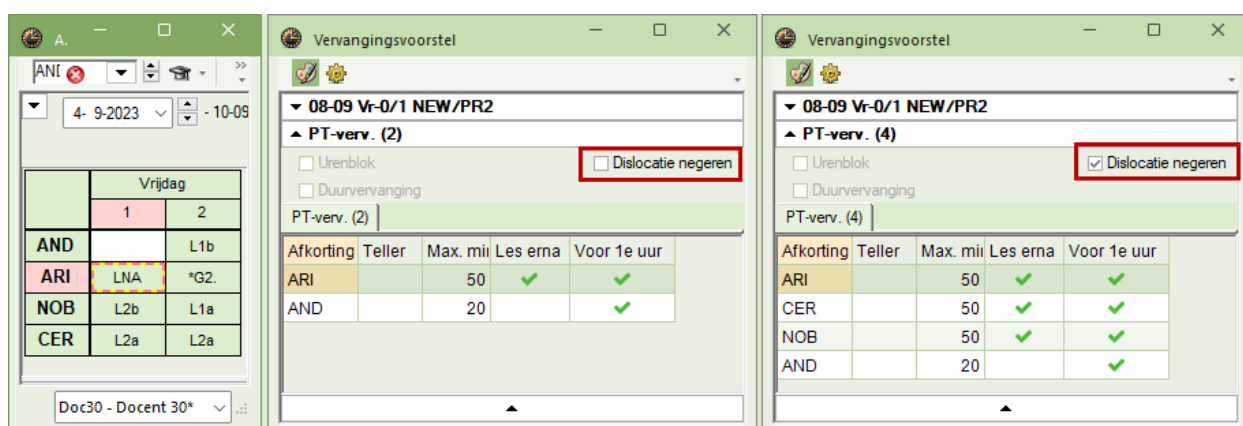 A.
ANI
4- 9-2023 - 10-09
Vrijdag
1 2
AND L1b
ARI LNA *G2.
NOB L2b L1a
CER L2a L2a
Doc30 - Docent 30*
Vervangingsvoorstel
08-09 Vr-0/1 NEW/PR2
PT-verv. (2)
Urenblok Dislocatie negeren
Duurvervanging
PT-verv. (2)
Afkorting Teller Max. min Les erna Voor 1e uur
ARI 50
AND 20
Vervangingsvoorstel
08-09 Vr-0/1 NEW/PR2
PT-verv. (4)
Urenblok Dislocatie negeren
Duurvervanging
PT-verv. (4)
Afkorting Teller Max. min Les erna Voor 1e uur
ARI 50
CER 50
NOB 50
AND 20